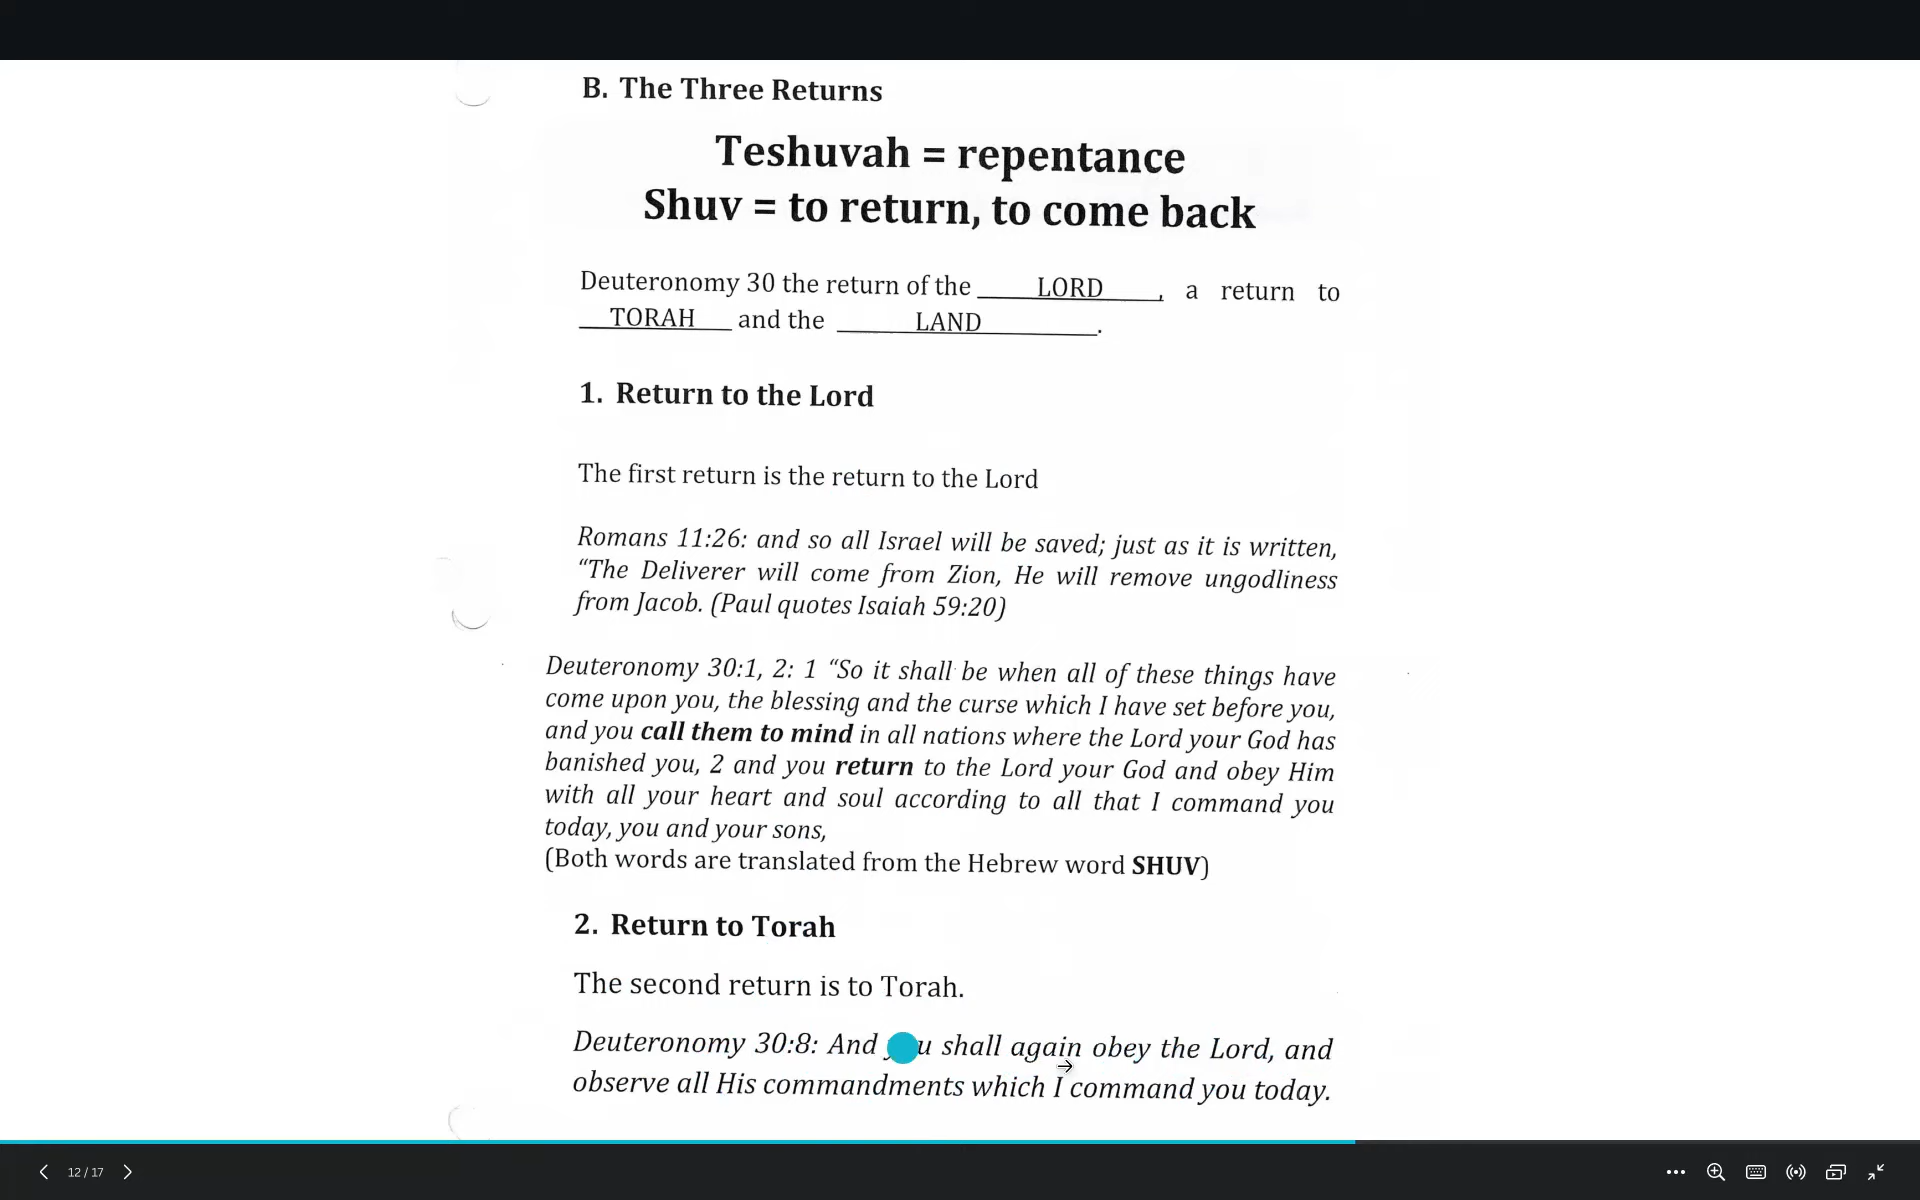 B. The Three Returns
Teshuvah = repentance
Shuv = to return, to come back
Deuteronomy 30 the return of the LORD, a return to
TORAH and the LAND.
1. Return to the Lord
The first return is the return to the Lord
Romans 11:26: and so all Israel will be saved; just as it is written,
“The Deliverer will come from Zion, He will remove ungodliness
from Jacob. (Paul quotes Isaiah 59:20)
Deuteronomy 30:1, 2: 1 “So it shall be when all of these things have
come upon you, the blessing and the curse which I have set before you,
and you call them to mind in all nations where the Lord your God has
banished you, 2 and you return to the Lord your God and obey Him
with all your heart and soul according to all that I command you
today, you and your sons,
(Both words are translated from the Hebrew word SHUV)
2. Return to Torah
The second return is to Torah.
Deuteronomy 30:8: And you shall again obey the Lord, and
observe all His commandments which I command you today.
12 / 17